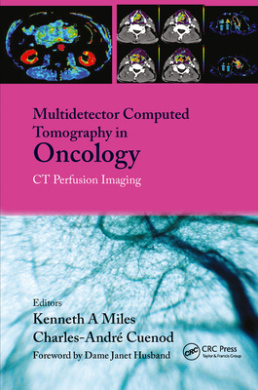 Multidetector Computed
Tomography in
Oncology
CT Perfusion Imaging
Editors
Kenneth A Miles
Charles-André Cuenod
Foreword by Dame Janet Husband
CRC
CRC Press
Taylor & Francis Group